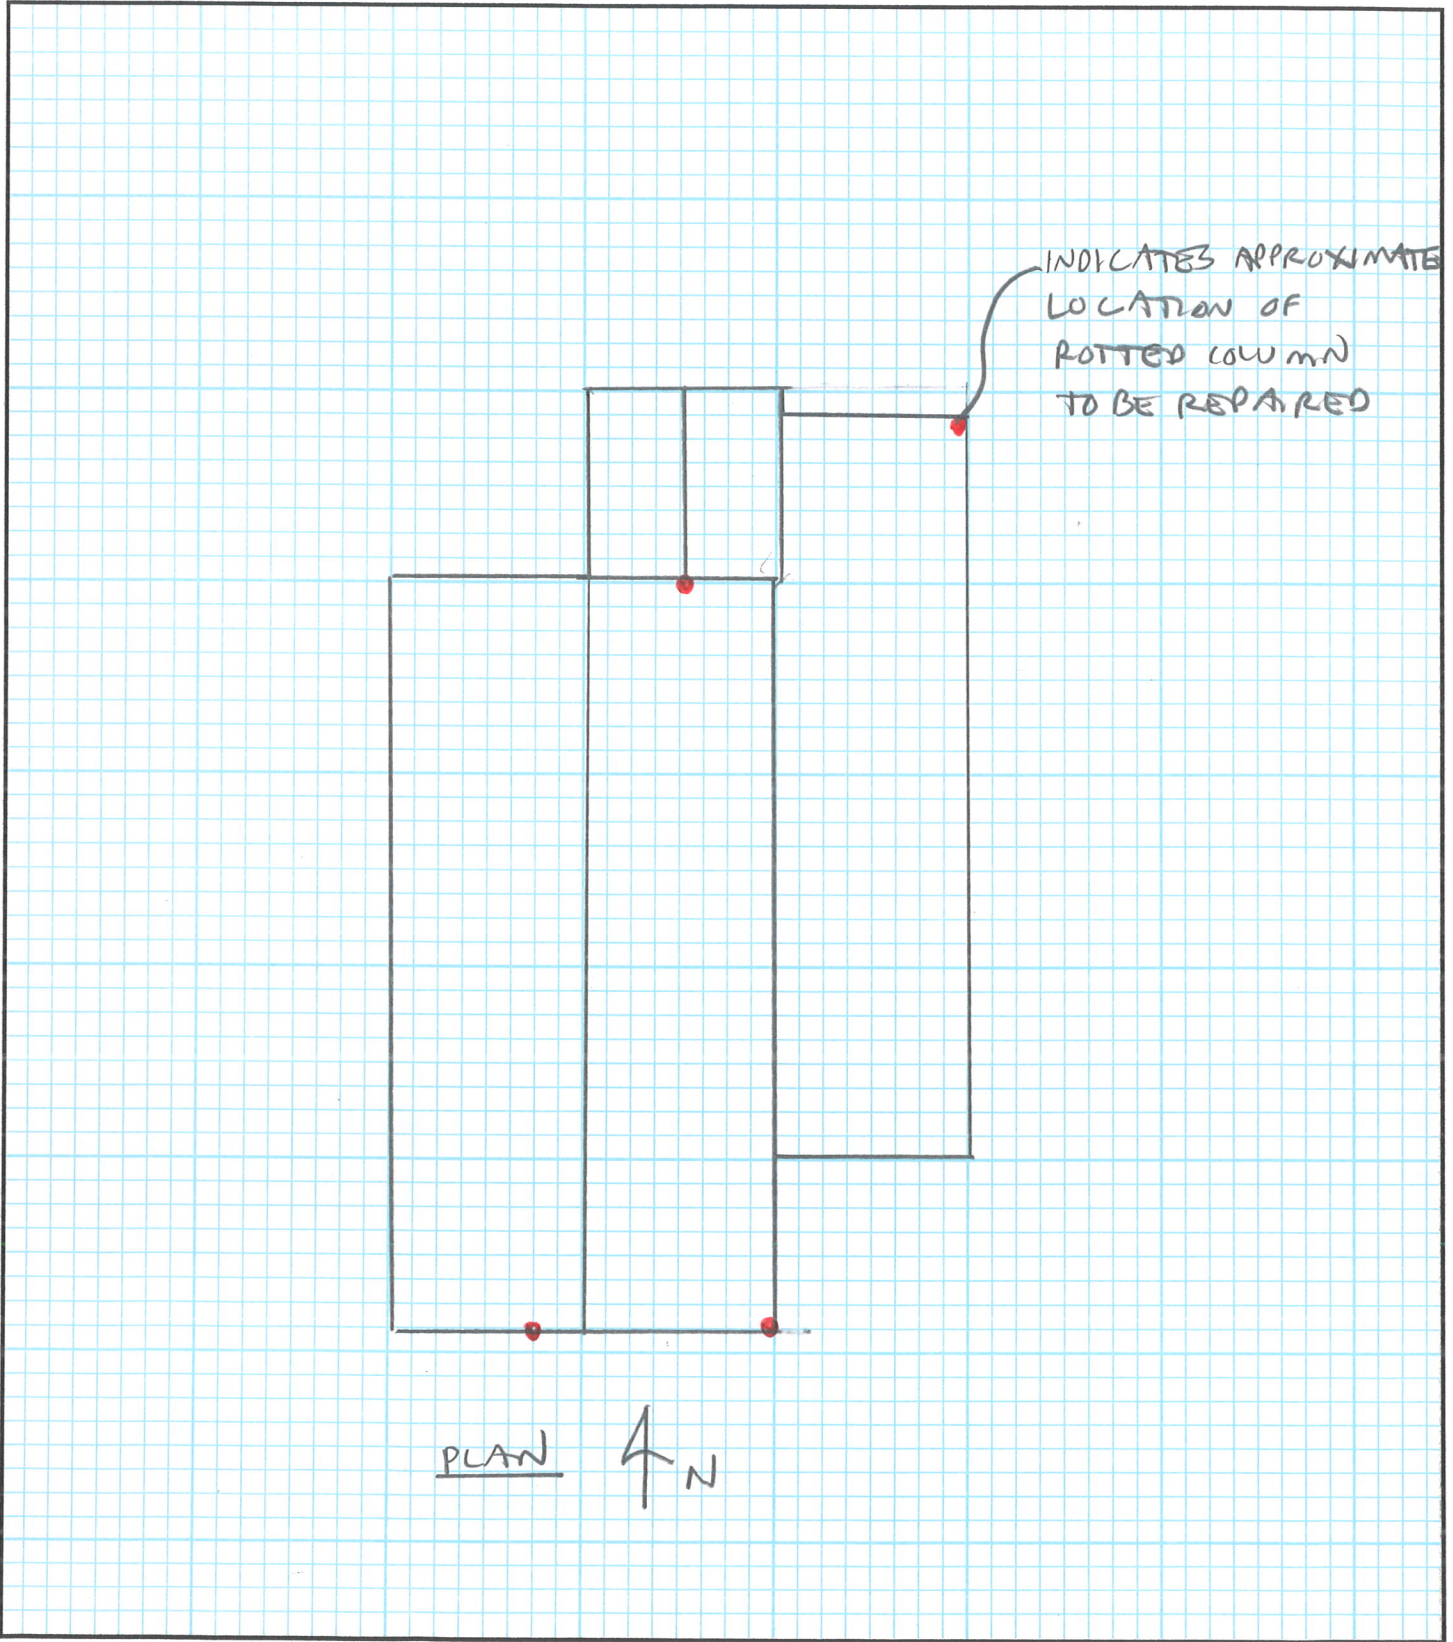 INDICATES APPROXIMATE
LOCATION OF
ROTTED COLUMN
TO BE REPAIRED
PLAN
N